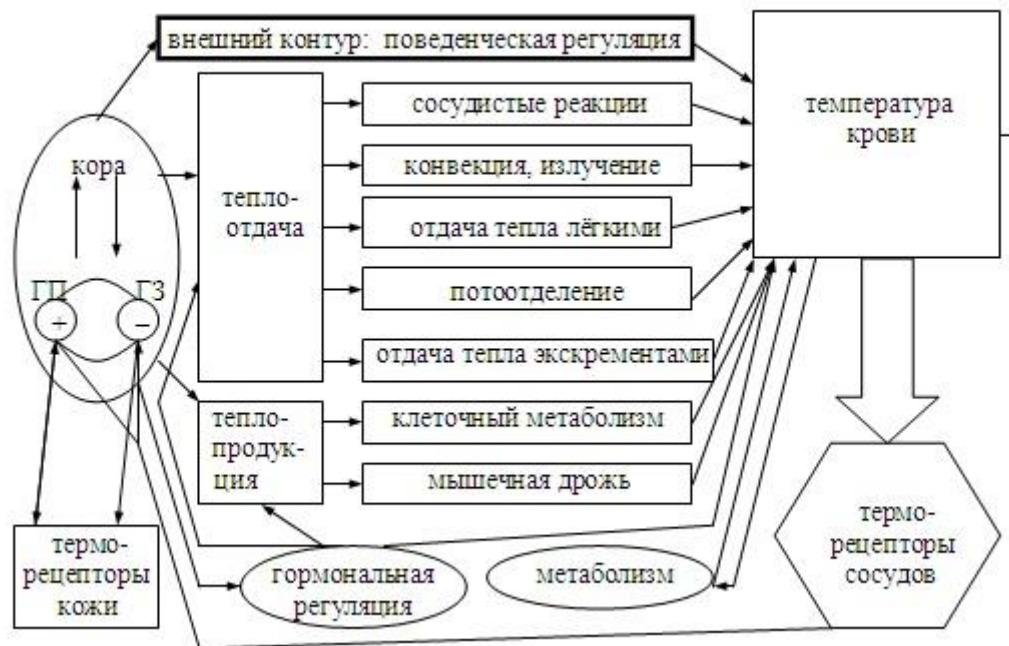 внешний контур: поведенческая регуляция
сосудистые реакции
температура
крови
кора
конвекция, излучение
тепло-
отдача
отдача тепла лёгкими
ГП
ГЗ
потоотделение
+
−
отдача тепла экскрементами
тепло-
продук-
ция
клеточный метаболизм
мышечная дрожь
термо-
рецепторы
кожи
гормональная
регуляция
метаболизм
термо-
рецепторы
сосудов